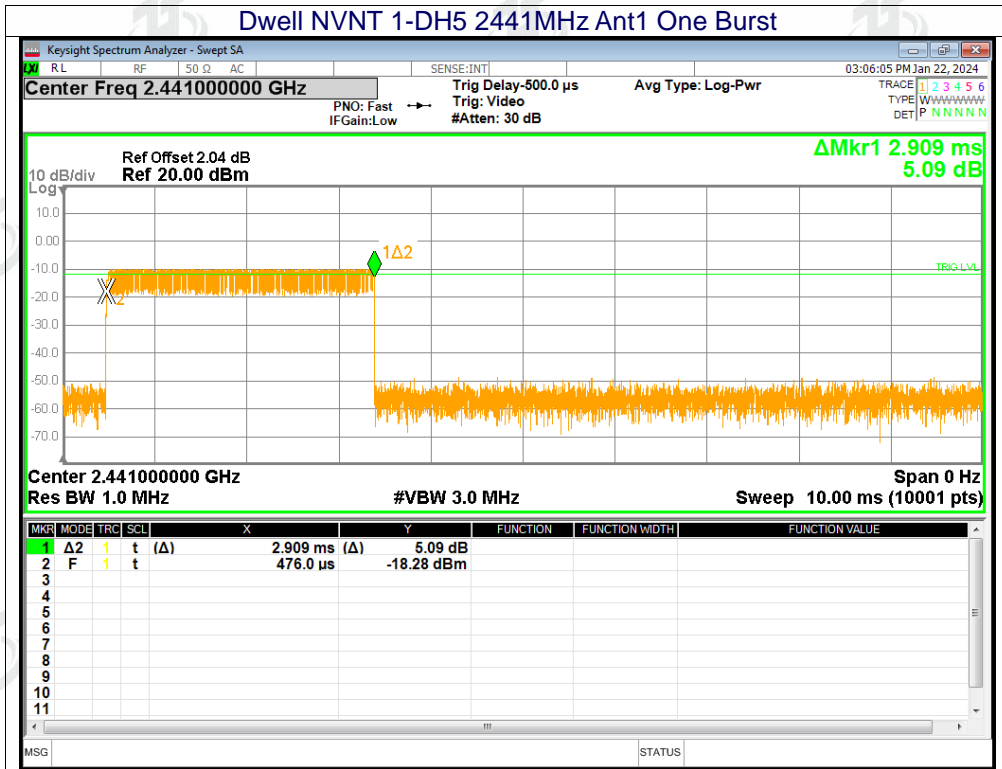 Dwell NVNT 1-DH5 2441MHz Ant1 One Burst
Keysight Spectrum Analyzer - Swept SA
LXI RL RF 50 Ω AC SENSE:INT 03:06:05 PM Jan 22, 2024
Center Freq 2.441000000 GHz Trig Delay-500.0 µs Avg Type: Log-Pwr TRACE 1 2 3 4 5 6
PNO: Fast Trig: Video TYPE WWWWWWW
IFGain:Low #Atten: 30 dB DET P N N N N N
ΔMkr1 2.909 ms
5.09 dB
Ref Offset 2.04 dB
10 dB/div Ref 20.00 dBm
Log
10.0
0.00
1Δ2
-10.0
TRIG LVL
-20.0
2
-30.0
-40.0
-50.0
-60.0
-70.0
Center 2.441000000 GHz Span 0 Hz
Res BW 1.0 MHz #VBW 3.0 MHz Sweep 10.00 ms (10001 pts)
MKR MODE TRC SCL X Y FUNCTION FUNCTION WIDTH FUNCTION VALUE
1 Δ2 1 t (Δ) 2.909 ms (Δ) 5.09 dB
2 F 1 t 476.0 µs -18.28 dBm
3
4
5
6
7
8
9
10
11
MSG STATUS